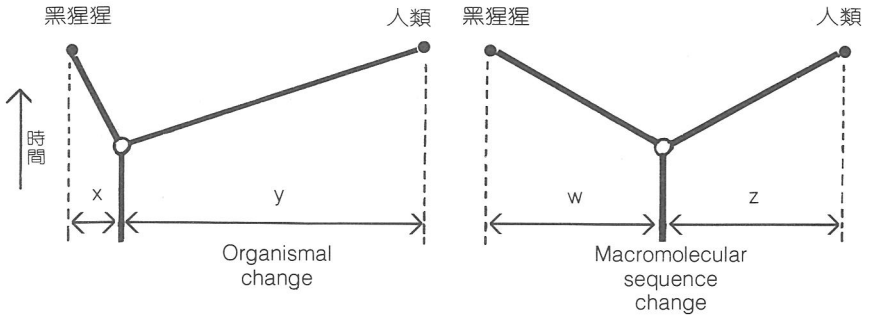 黑猩猩
人類
時間
x
y
Organismal
change
黑猩猩
人類
w
z
Macromolecular
sequence
change